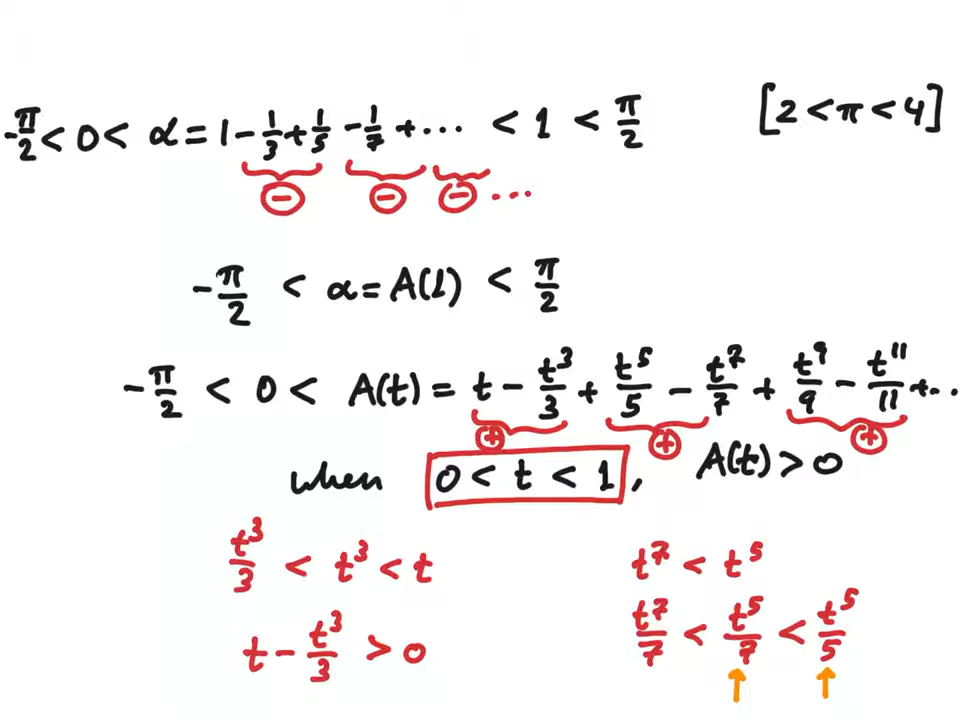 -π/2 < 0 < α = 1 - 1/3 + 1/5 - 1/7 + ... < 1 < π/2 [2 < π < 4]
⊖ ⊖ ⊖ ...
-π/2 < α = A(1) < π/2
-π/2 < 0 < A(t) = t - t³/3 + t⁵/5 - t⁷/7 + t⁹/9 - t¹¹/11 + ...
⊕ ⊕ ⊕
when 0 < t < 1, A(t) > 0
t³/3 < t³ < t
t⁷ < t⁵
t - t³/3 > 0
t⁷/7 < t⁵/7 < t⁵/5
↑ ↑